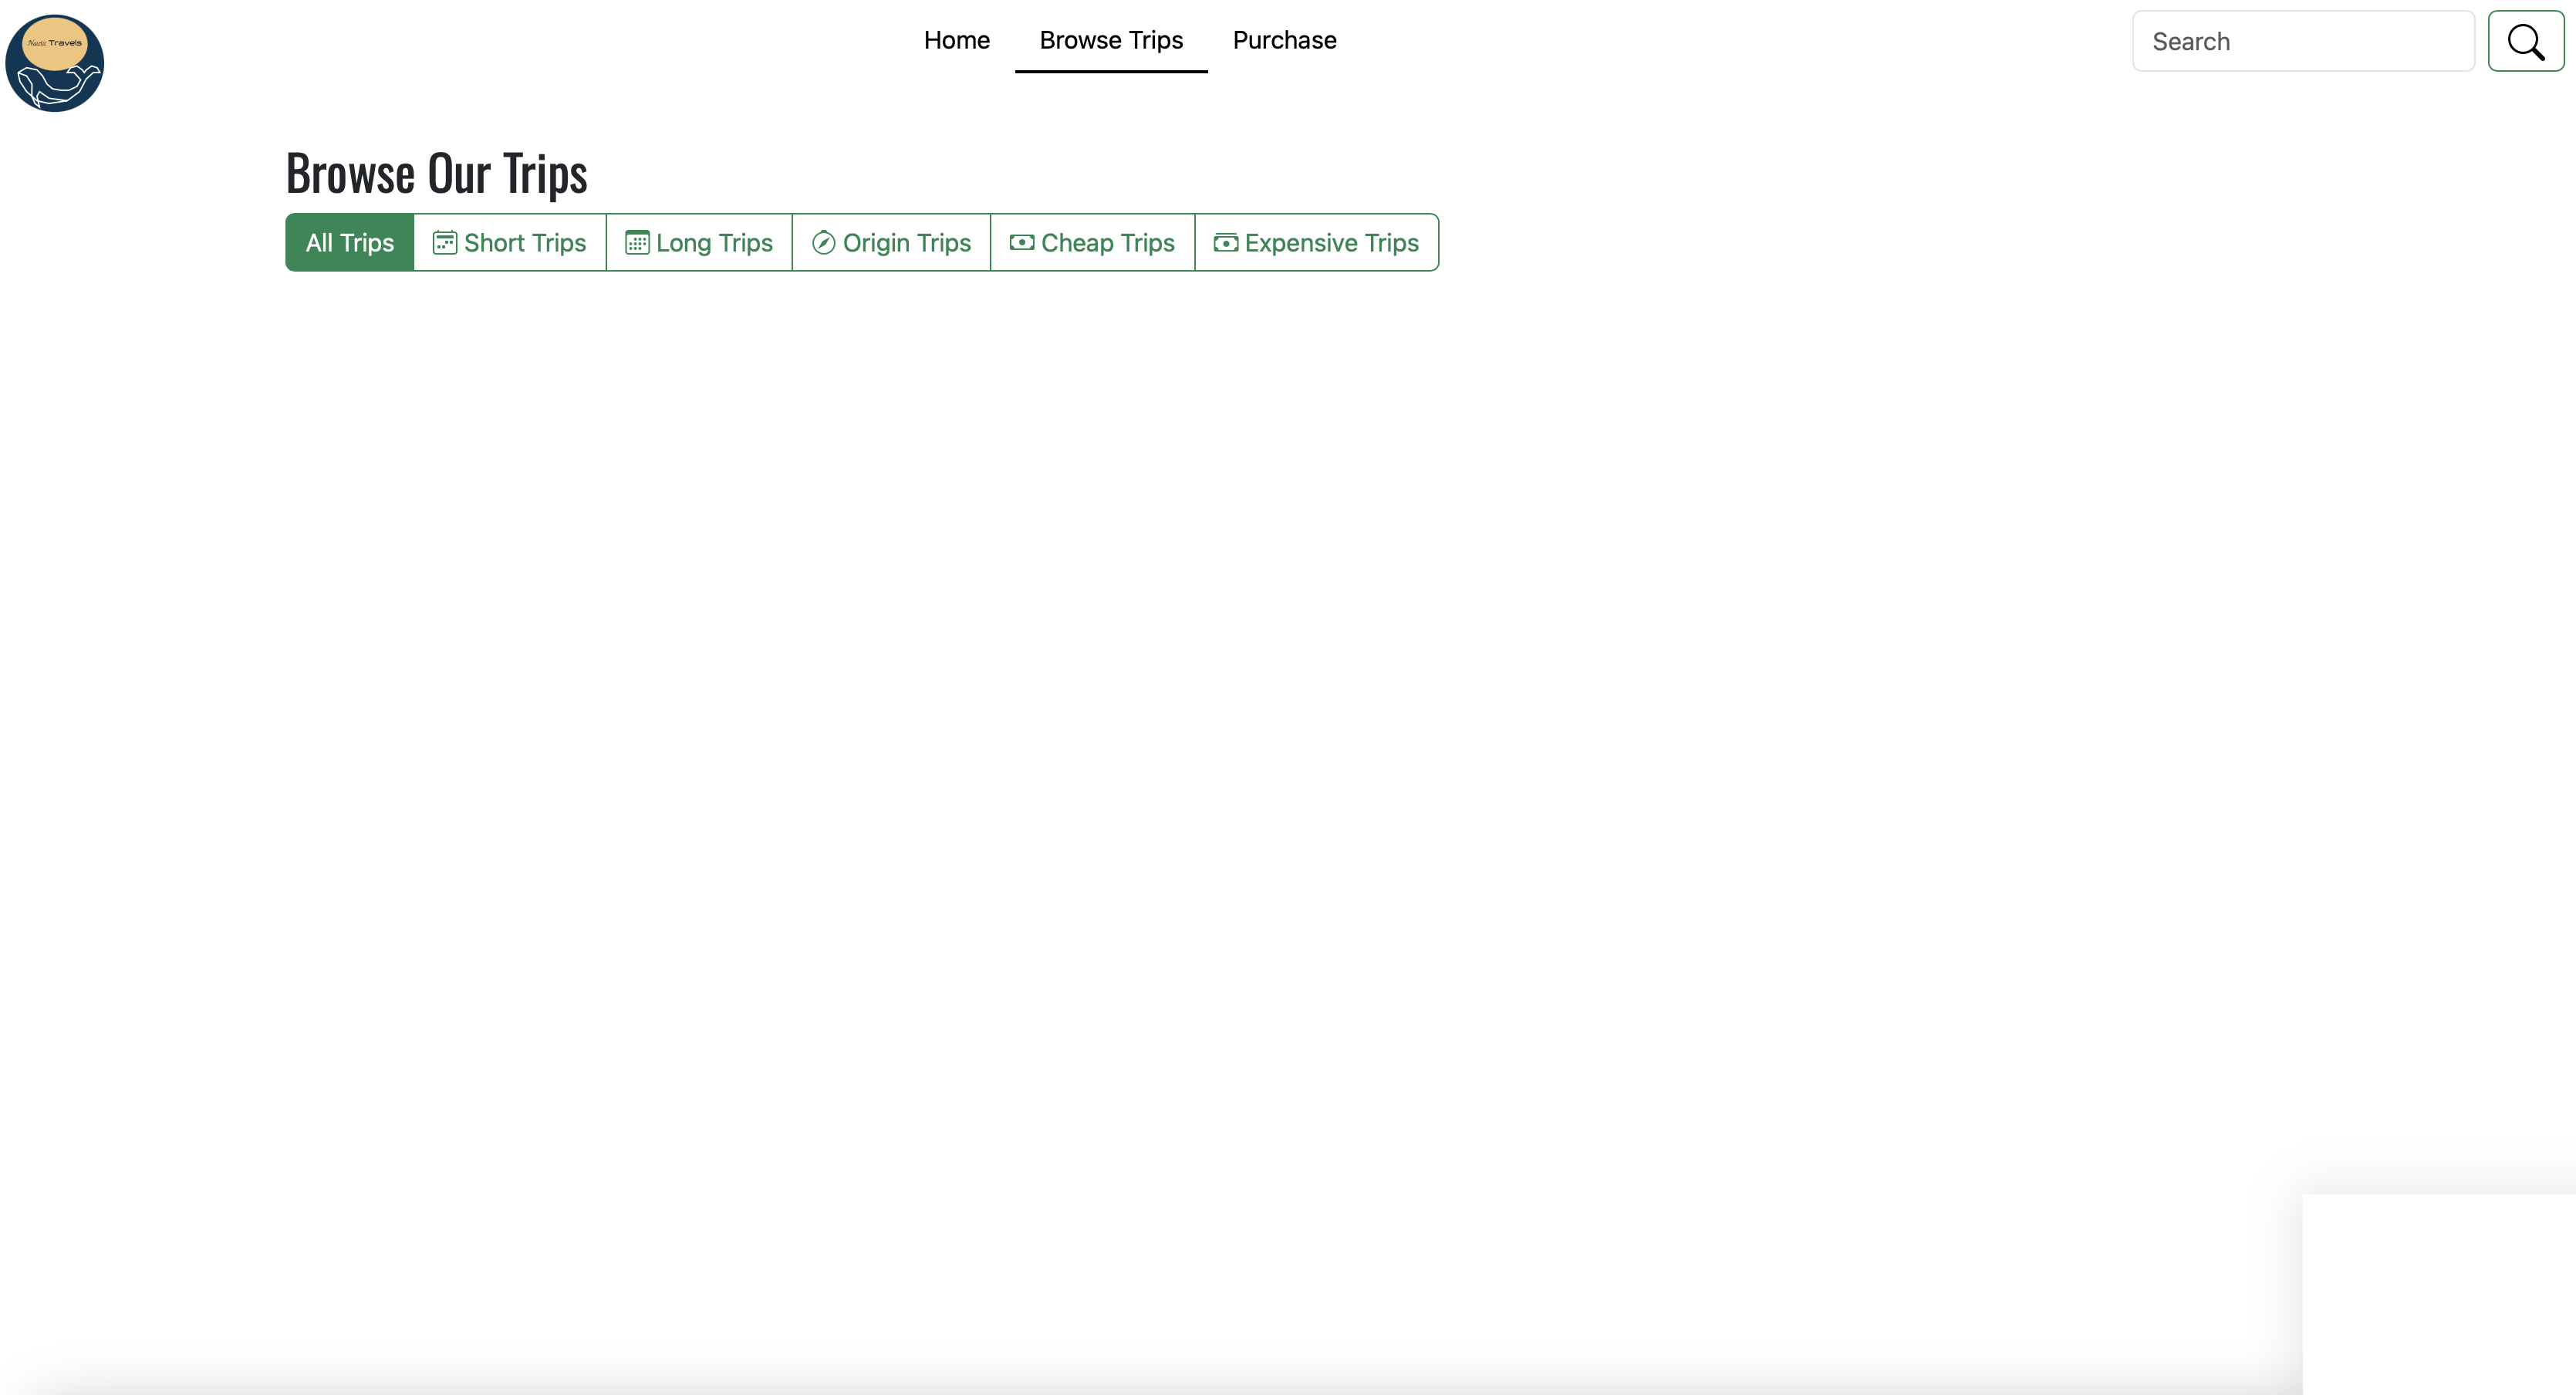 Nautic Travels
Home
Browse Trips
Purchase
Search
Browse Our Trips
All Trips
Short Trips
Long Trips
Origin Trips
Cheap Trips
Expensive Trips